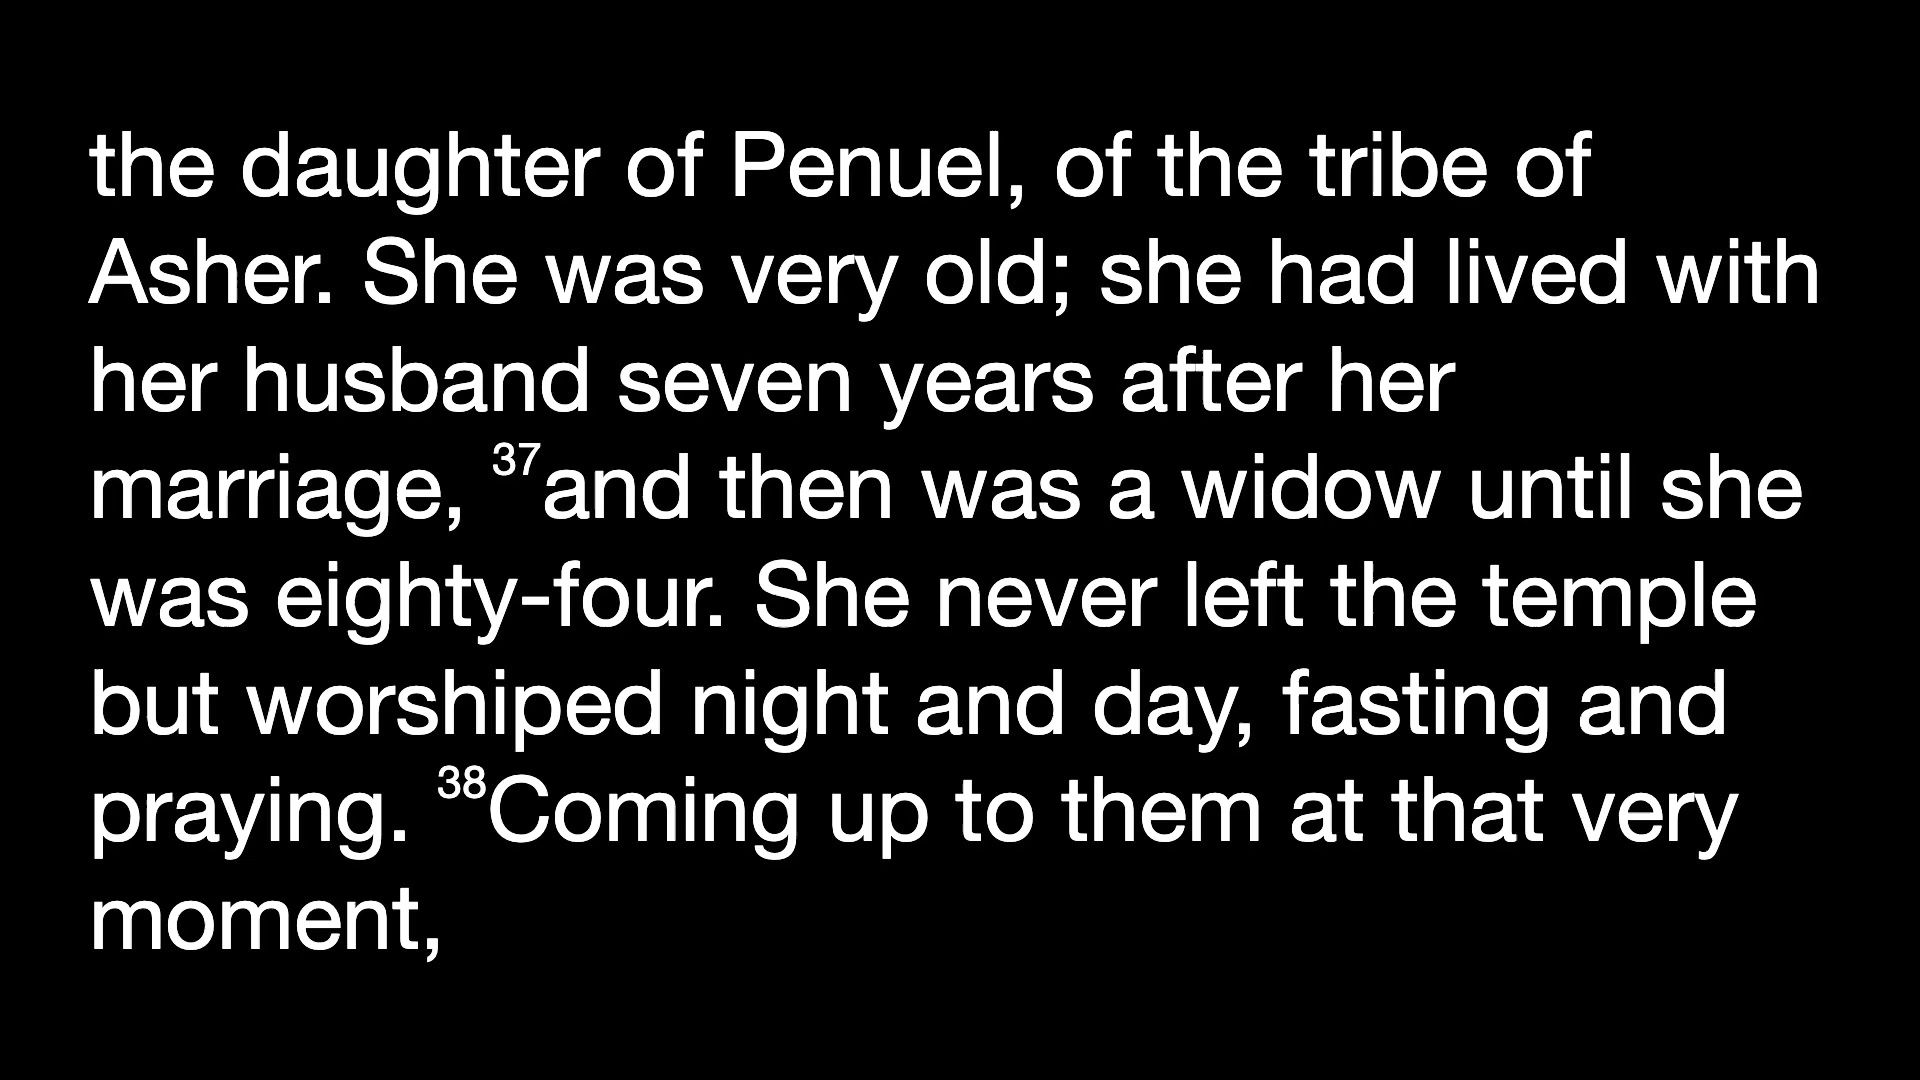 the daughter of Penuel, of the tribe of
Asher. She was very old; she had lived with
her husband seven years after her
marriage, 37and then was a widow until she
was eighty-four. She never left the temple
but worshiped night and day, fasting and
praying. 38Coming up to them at that very
moment,